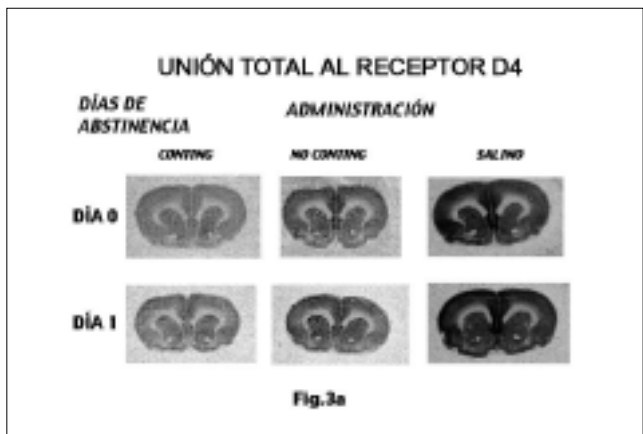 UNIÓN TOTAL AL RECEPTOR D4
DÍAS DE
ABSTINENCIA
ADMINISTRACIÓN
CONTING
NO CONTING
SALINO
DÍA 0
DÍA 1
Fig.3a